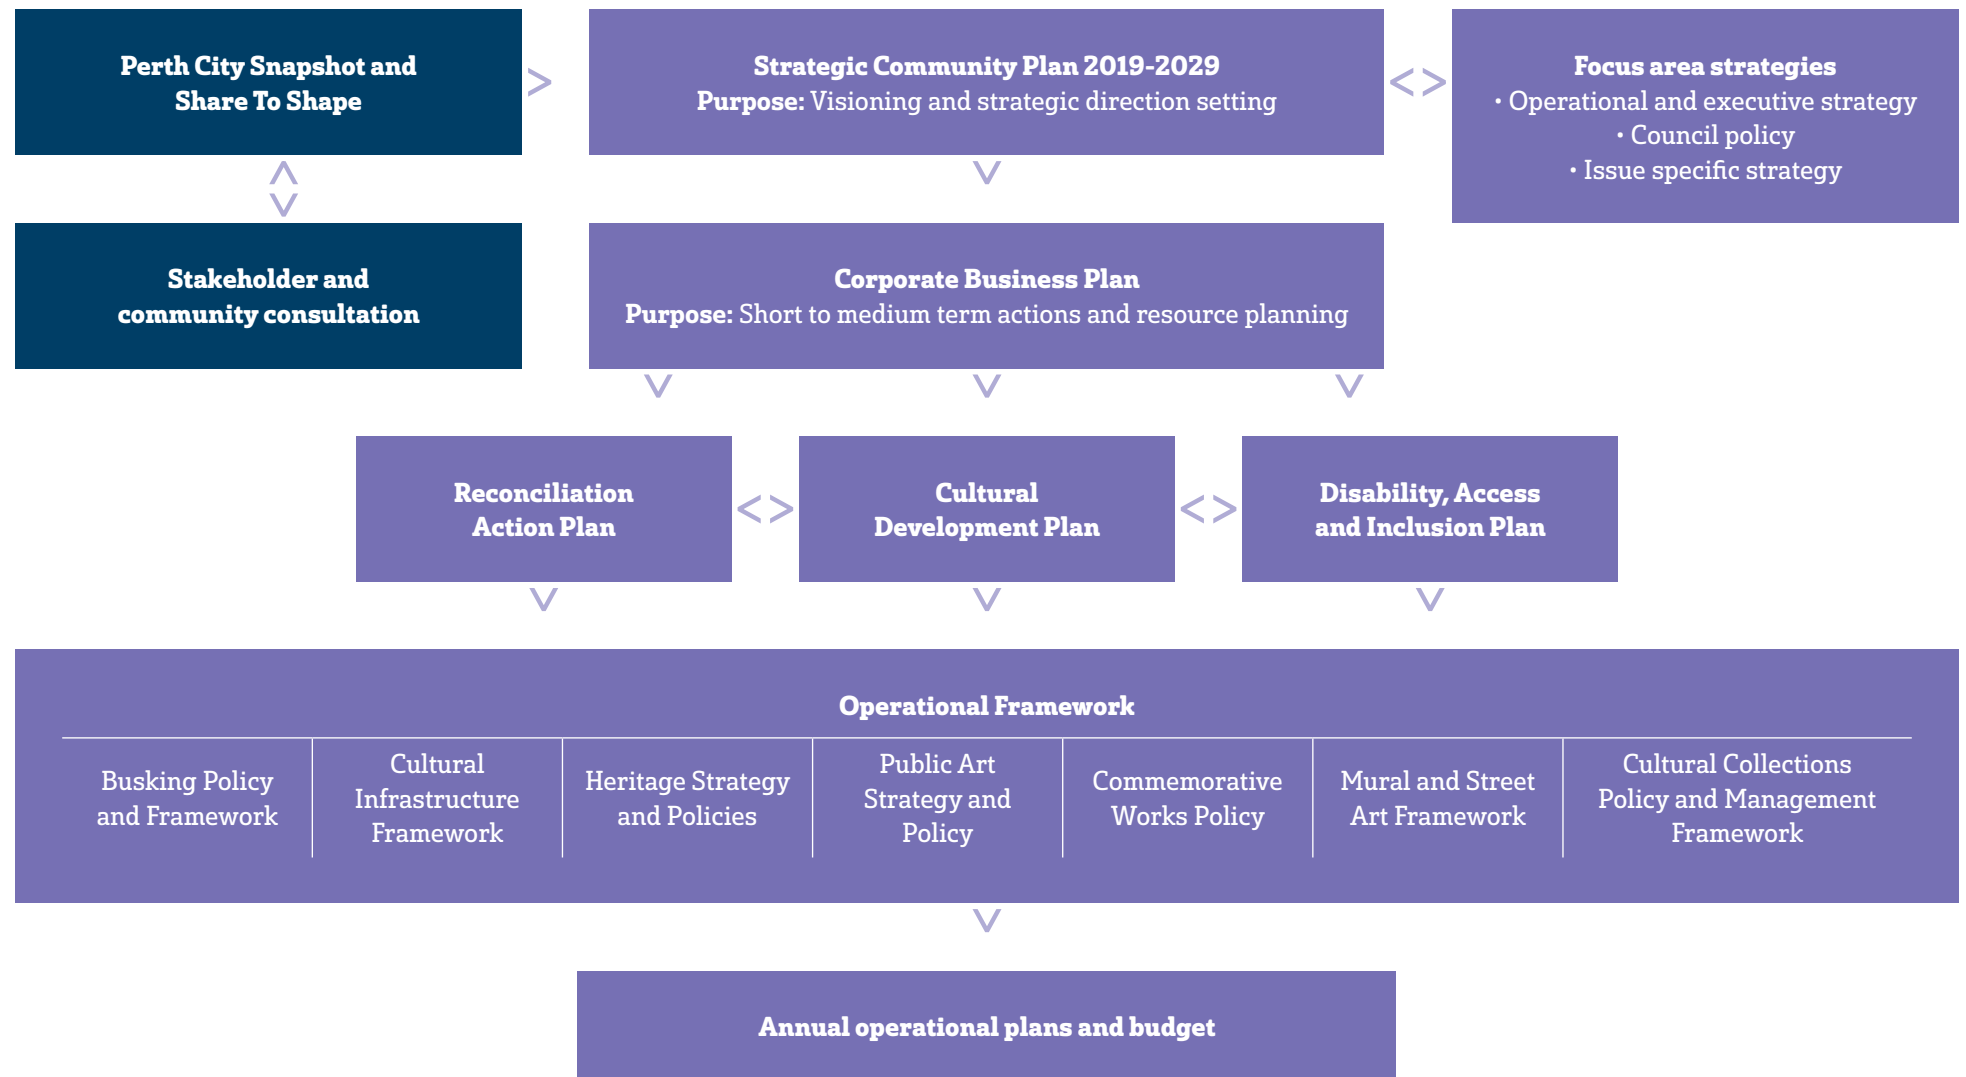 Perth City Snapshot and
Share To Shape
>
Strategic Community Plan 2019-2029
Purpose: Visioning and strategic direction setting
<>
Focus area strategies
• Operational and executive strategy
• Council policy
• Issue specific strategy
Stakeholder and
community consultation
Corporate Business Plan
Purpose: Short to medium term actions and resource planning
Reconciliation
Action Plan
<>
Cultural
Development Plan
<>
Disability, Access
and Inclusion Plan
Operational Framework
Busking Policy
and Framework
Cultural
Infrastructure
Framework
Heritage Strategy
and Policies
Public Art
Strategy and
Policy
Commemorative
Works Policy
Mural and Street
Art Framework
Cultural Collections
Policy and Management
Framework
Annual operational plans and budget